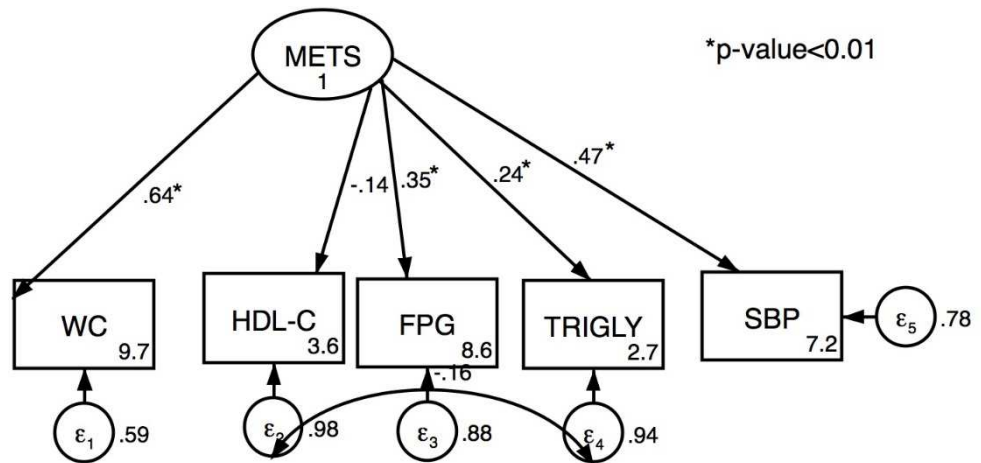 METS
1
*p-value<0.01
.64*
-.14
.35*
.24*
.47*
WC
9.7
HDL-C
3.6
FPG
8.6
TRIGLY
2.7
SBP
7.2
ε5
.78
-.16
ε1
.59
ε2
.98
ε3
.88
ε4
.94